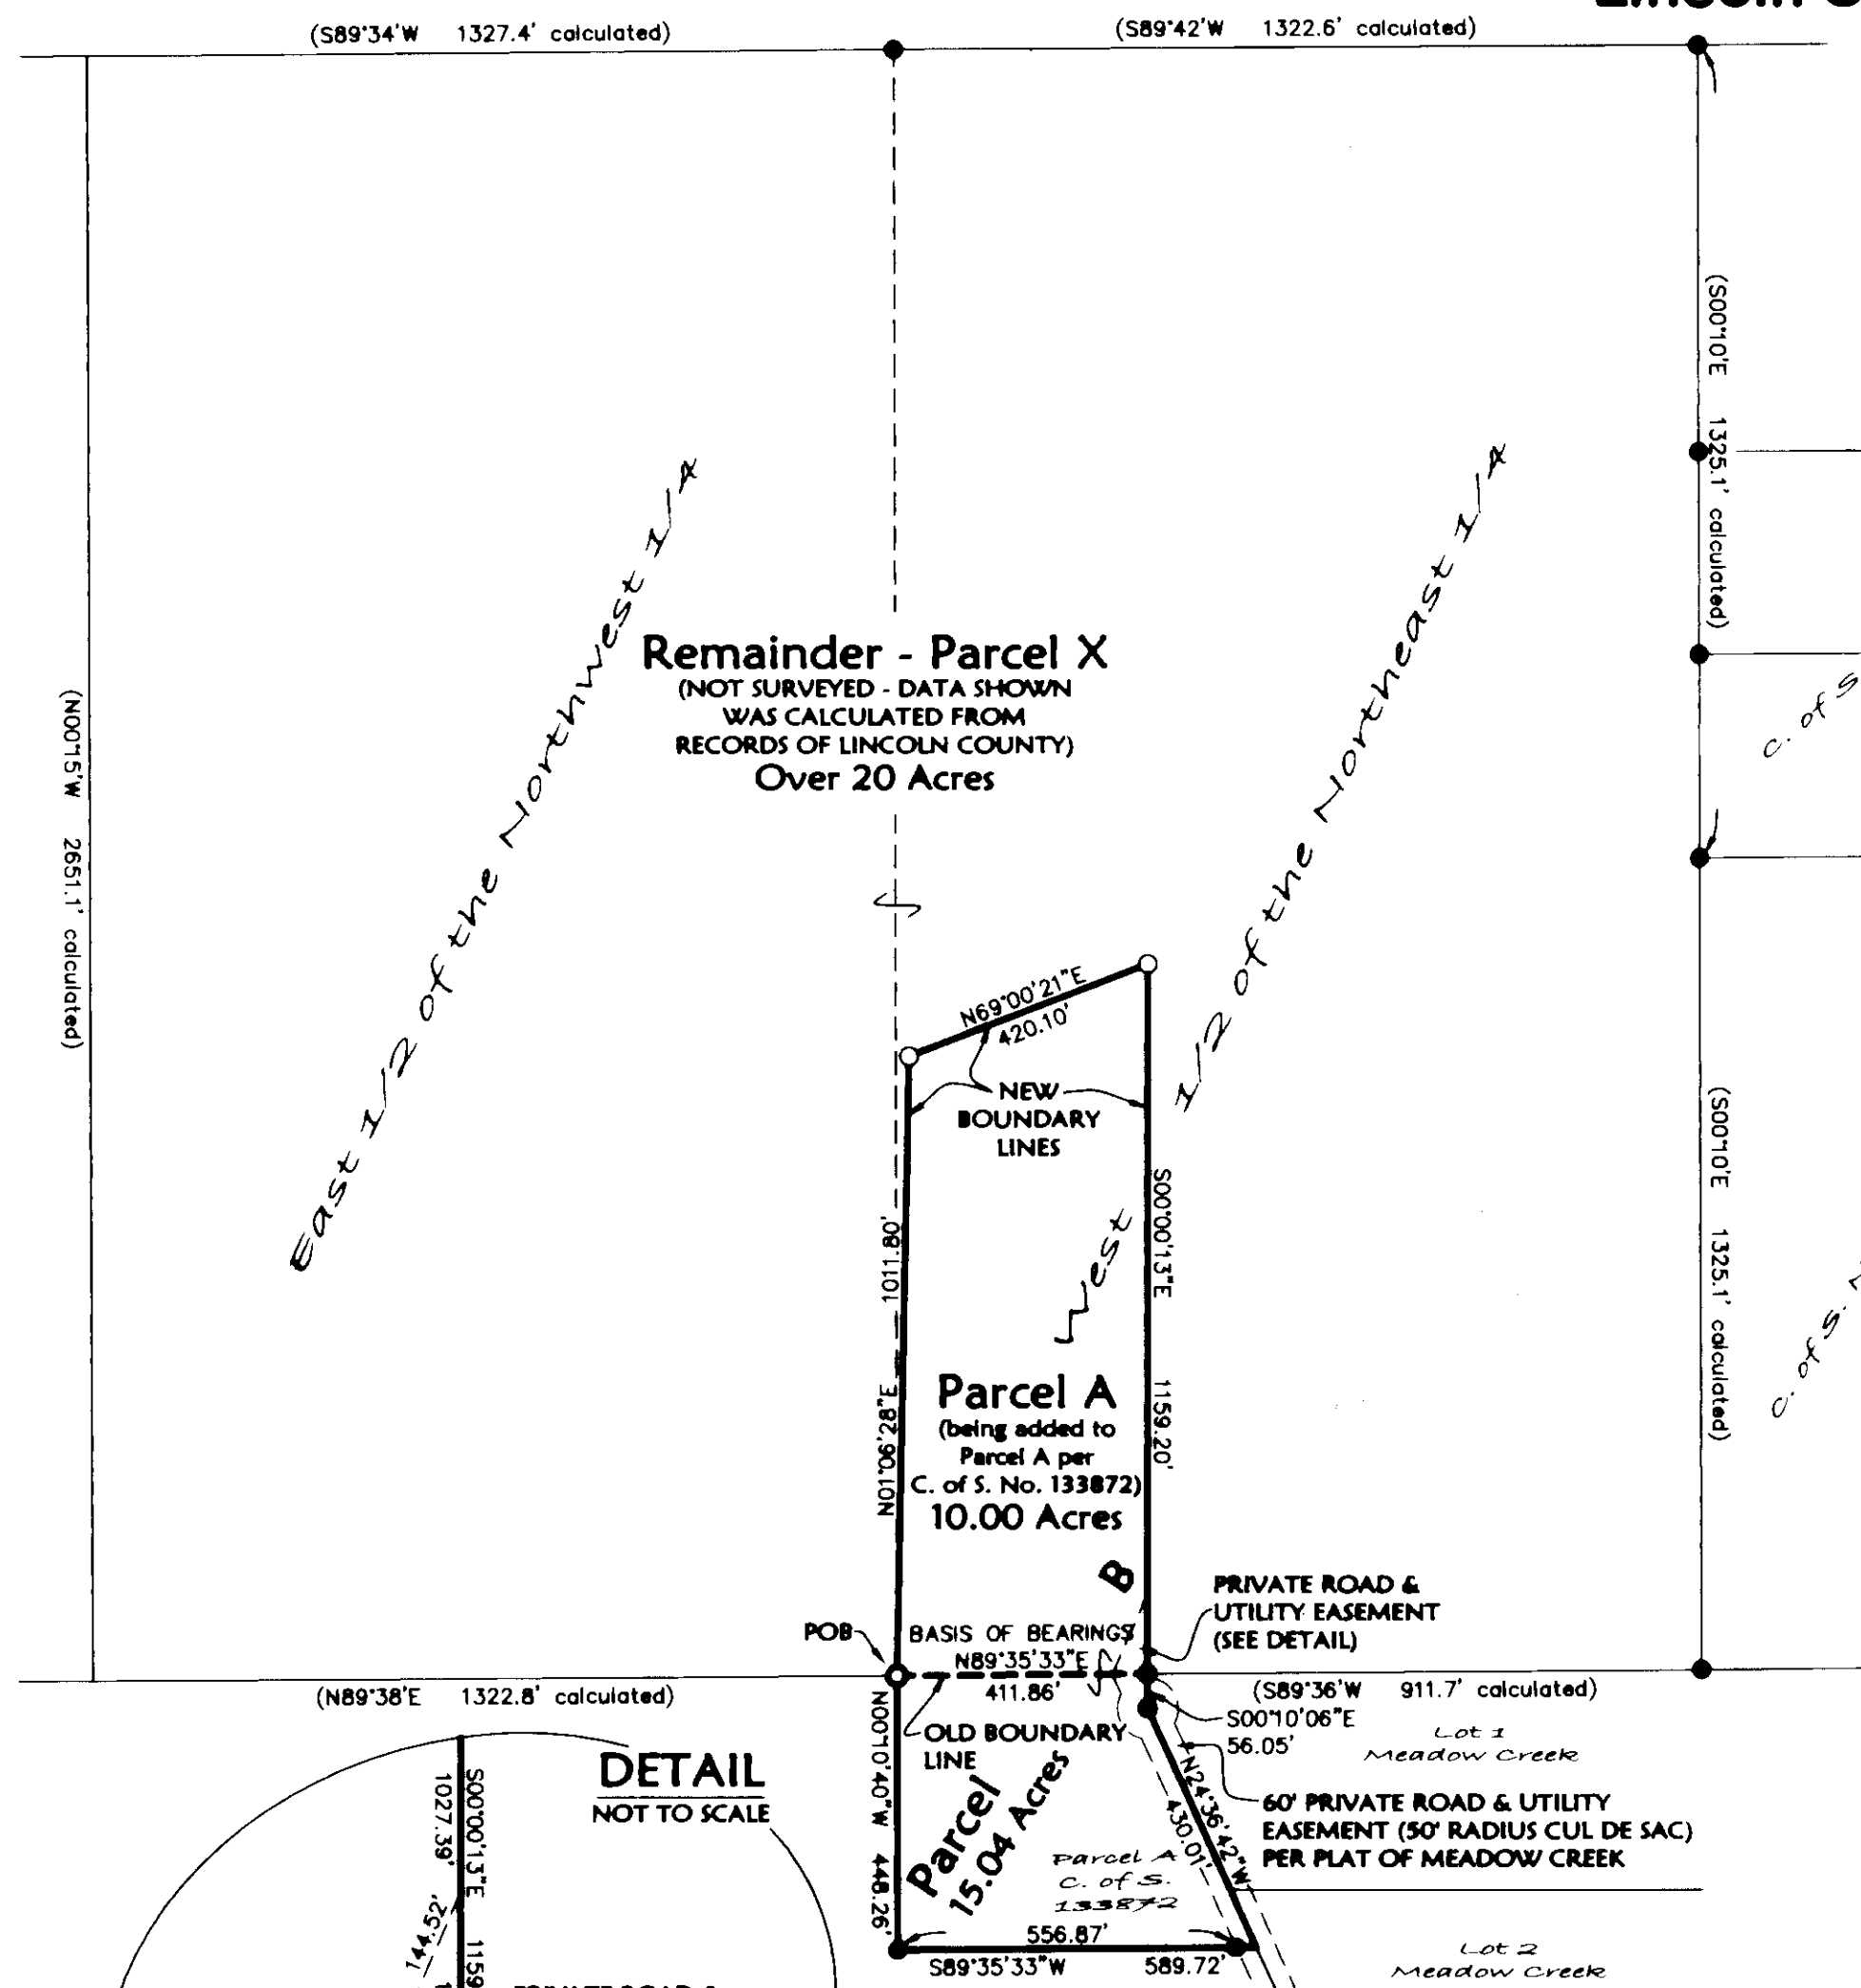 (S89°34'W 1327.4' calculated)
(S89°42'W 1322.6' calculated)
(S00°10'E 1325.1' calculated)
East 1/2 of the Northwest 1/4
West 1/2 of the Northeast 1/4
Remainder - Parcel X
(NOT SURVEYED - DATA SHOWN
WAS CALCULATED FROM
RECORDS OF LINCOLN COUNTY)
Over 20 Acres
(N00°15'W 2651.1' calculated)
C. of S
N69°00'21"E
420.10'
NEW
BOUNDARY
LINES
(S00°10'E 1325.1' calculated)
C. of S.
N01°06'28"E 1011.80'
S00°00'13"E 1159.20'
Parcel A
(being added to
Parcel A per
C. of S. No. 133872)
10.00 Acres
B
PRIVATE ROAD &
UTILITY EASEMENT
(SEE DETAIL)
POB
BASIS OF BEARINGS
N89°35'33"E
411.86'
(N89°38'E 1322.8' calculated)
(S89°36'W 911.7' calculated)
S00°10'06"E
56.05'
OLD BOUNDARY
LINE
Lot 1
Meadow Creek
N00°10'40"W 448.26'
Parcel
15.04 Acres
N24°36'42"W
430.01'
60' PRIVATE ROAD & UTILITY
EASEMENT (50' RADIUS CUL DE SAC)
PER PLAT OF MEADOW CREEK
Parcel A
C. of S.
133872
556.87'
S89°35'33"W 589.72'
Lot 2
Meadow Creek
DETAIL
NOT TO SCALE
S00°00'13"E
1027.39'
144.52'